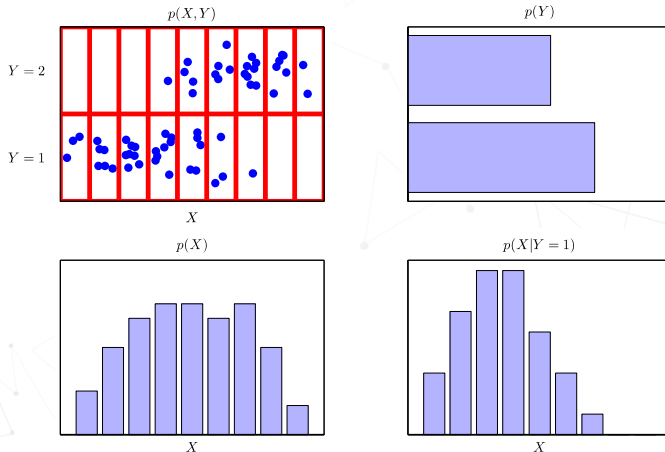 p(X, Y)
Y = 2
Y = 1
X
p(Y)
p(X)
X
p(X|Y = 1)
X